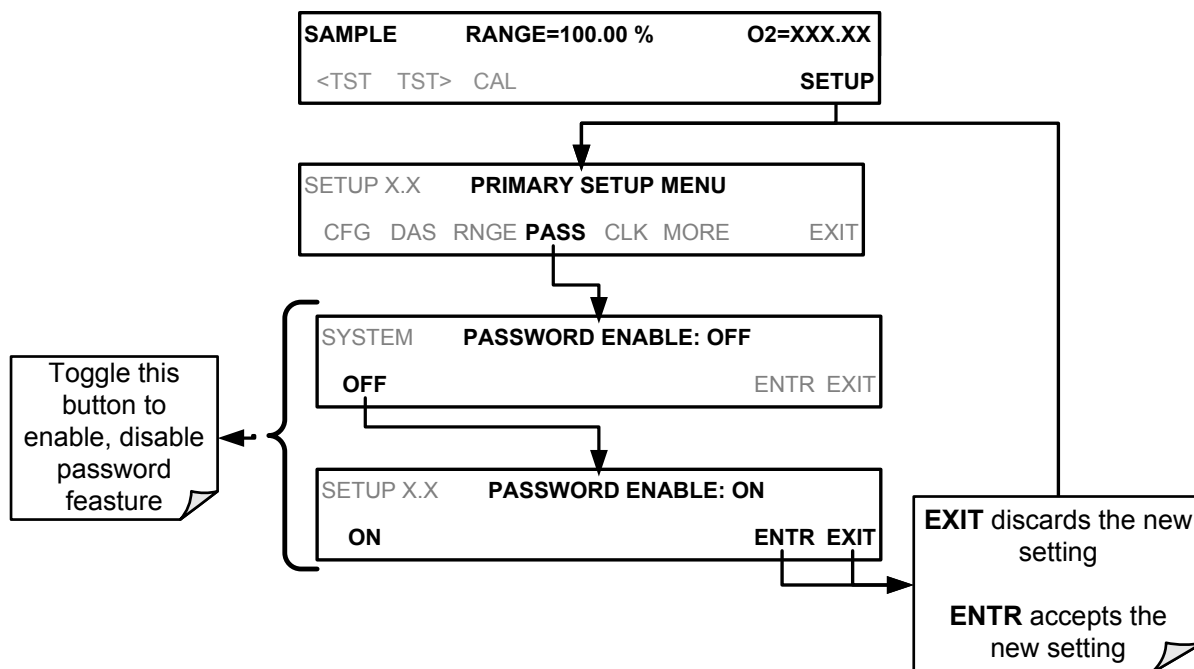 SAMPLE RANGE=100.00 % O2=XXX.XX
<TST TST> CAL SETUP
SETUP X.X PRIMARY SETUP MENU
CFG DAS RNGE PASS CLK MORE EXIT
SYSTEM PASSWORD ENABLE: OFF
OFF ENTR EXIT
Toggle this
button to
enable, disable
password
feasture
SETUP X.X PASSWORD ENABLE: ON
ON ENTR EXIT
EXIT discards the new
setting
ENTR accepts the
new setting